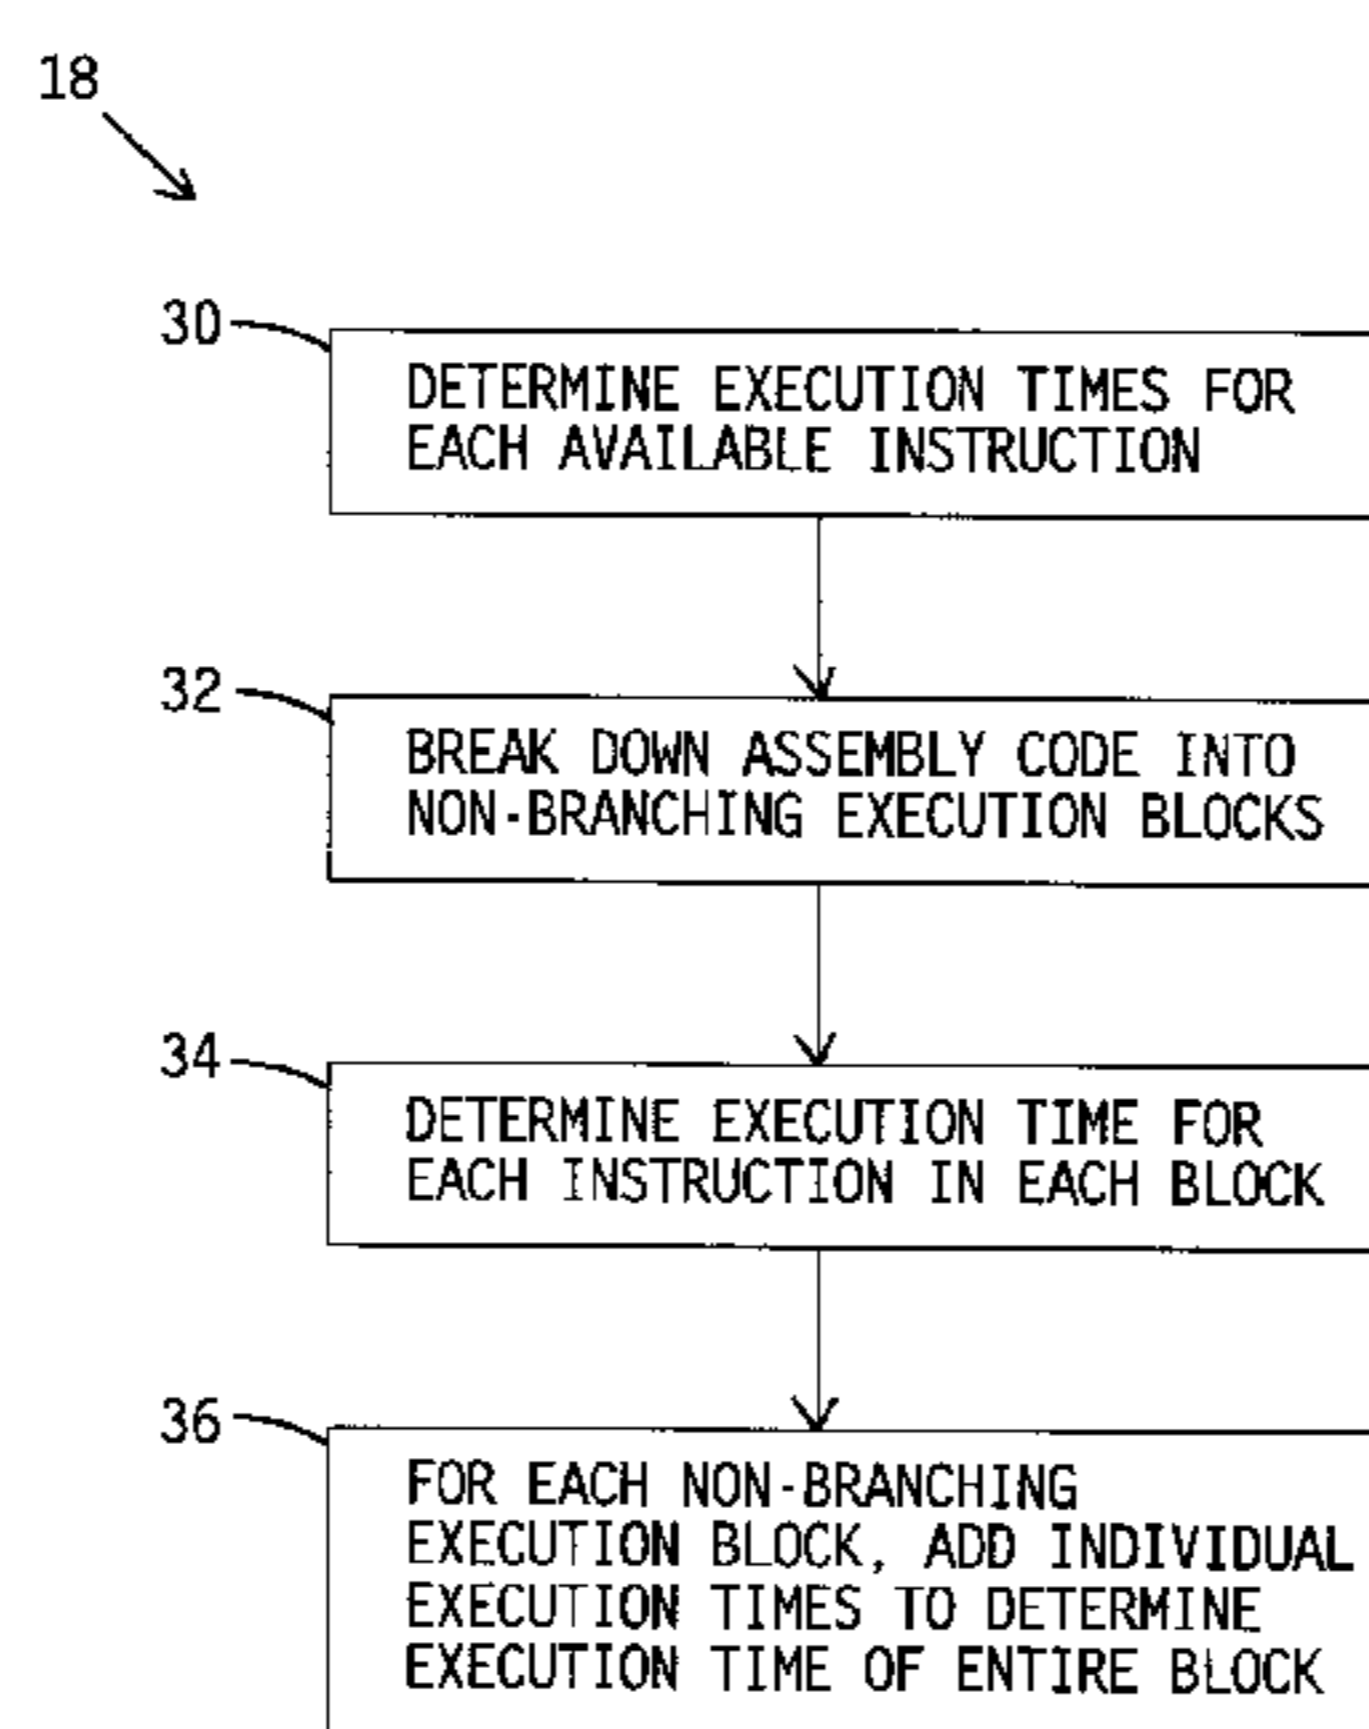 18
30
DETERMINE EXECUTION TIMES FOR
EACH AVAILABLE INSTRUCTION
32
BREAK DOWN ASSEMBLY CODE INTO
NON-BRANCHING EXECUTION BLOCKS
34
DETERMINE EXECUTION TIME FOR
EACH INSTRUCTION IN EACH BLOCK
36
FOR EACH NON-BRANCHING
EXECUTION BLOCK, ADD INDIVIDUAL
EXECUTION TIMES TO DETERMINE
EXECUTION TIME OF ENTIRE BLOCK